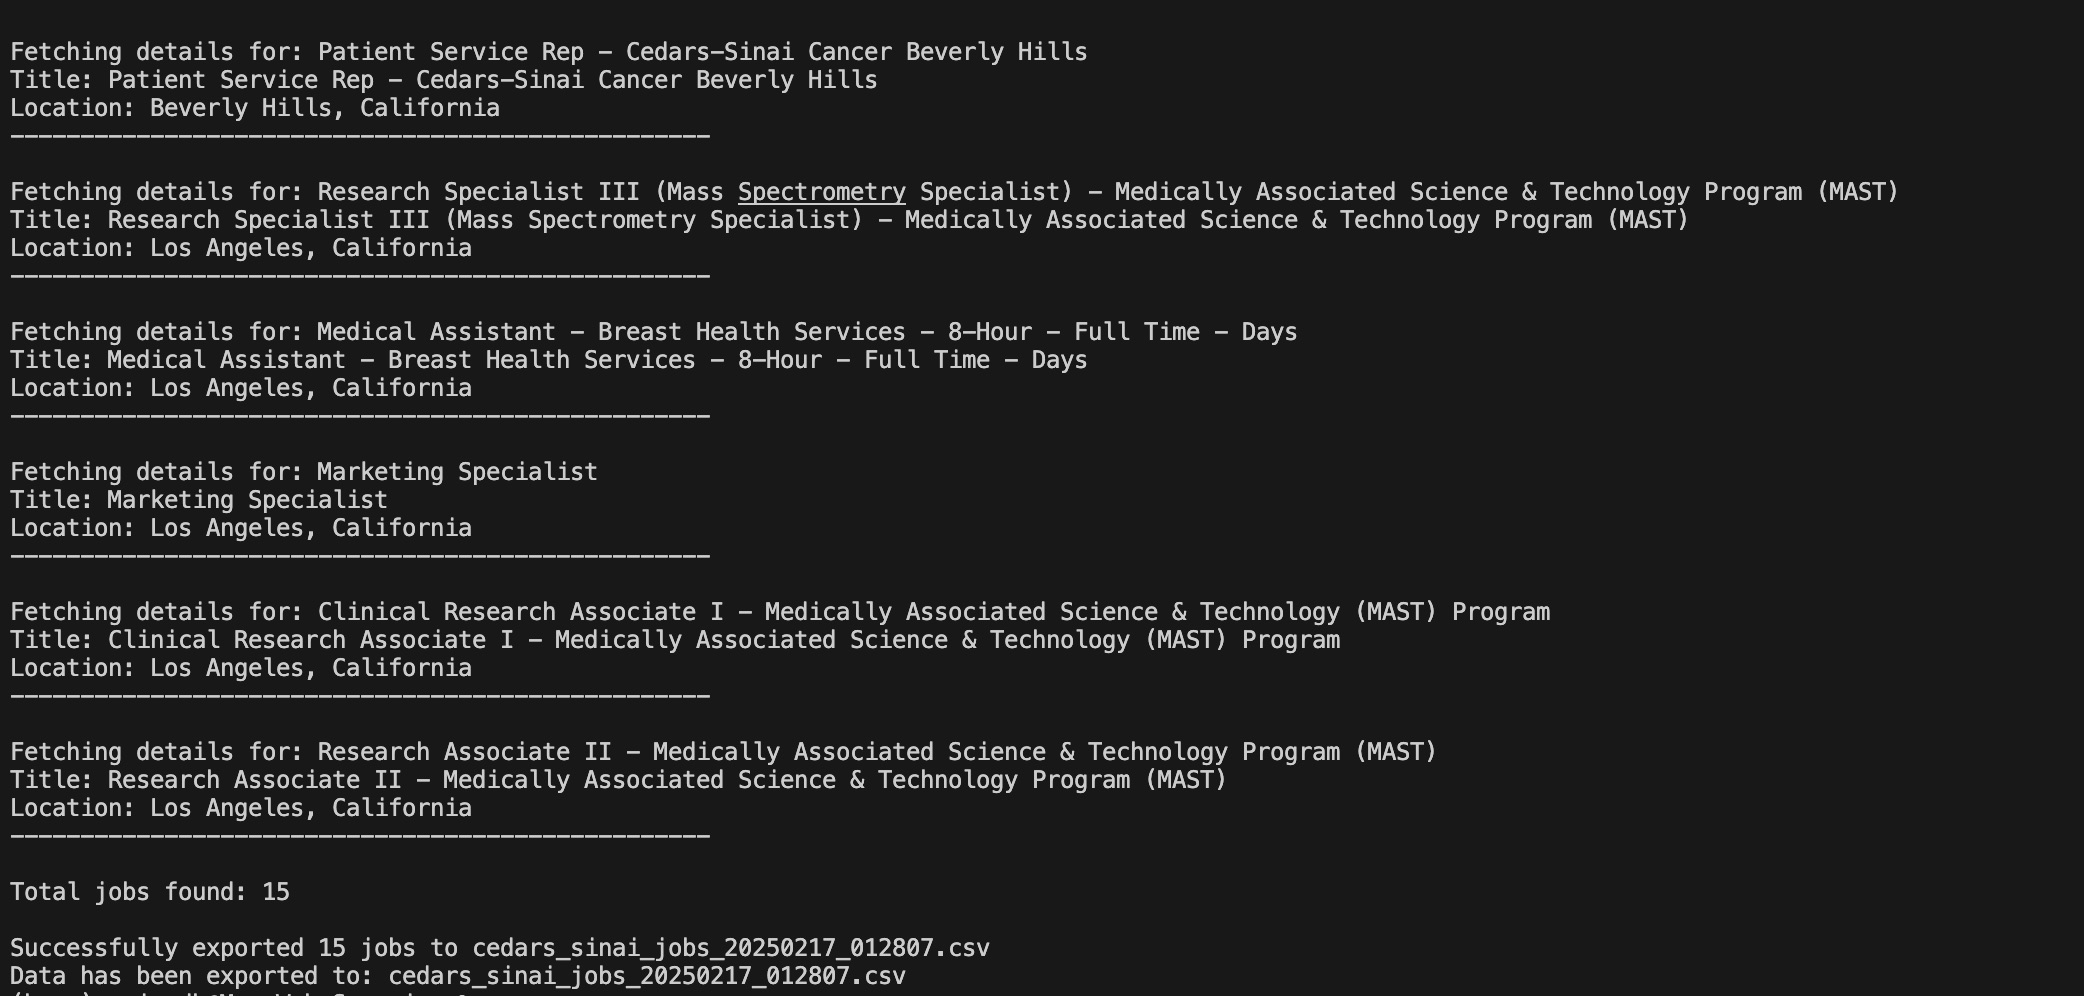 Fetching details for: Patient Service Rep - Cedars-Sinai Cancer Beverly Hills
Title: Patient Service Rep - Cedars-Sinai Cancer Beverly Hills
Location: Beverly Hills, California
--------------------------------------------------
Fetching details for: Research Specialist III (Mass Spectrometry Specialist) - Medically Associated Science & Technology Program (MAST)
Title: Research Specialist III (Mass Spectrometry Specialist) - Medically Associated Science & Technology Program (MAST)
Location: Los Angeles, California
--------------------------------------------------
Fetching details for: Medical Assistant - Breast Health Services - 8-Hour - Full Time - Days
Title: Medical Assistant - Breast Health Services - 8-Hour - Full Time - Days
Location: Los Angeles, California
--------------------------------------------------
Fetching details for: Marketing Specialist
Title: Marketing Specialist
Location: Los Angeles, California
--------------------------------------------------
Fetching details for: Clinical Research Associate I - Medically Associated Science & Technology (MAST) Program
Title: Clinical Research Associate I - Medically Associated Science & Technology (MAST) Program
Location: Los Angeles, California
--------------------------------------------------
Fetching details for: Research Associate II - Medically Associated Science & Technology Program (MAST)
Title: Research Associate II - Medically Associated Science & Technology Program (MAST)
Location: Los Angeles, California
--------------------------------------------------
Total jobs found: 15
Successfully exported 15 jobs to cedars_sinai_jobs_20250217_012807.csv
Data has been exported to: cedars_sinai_jobs_20250217_012807.csv